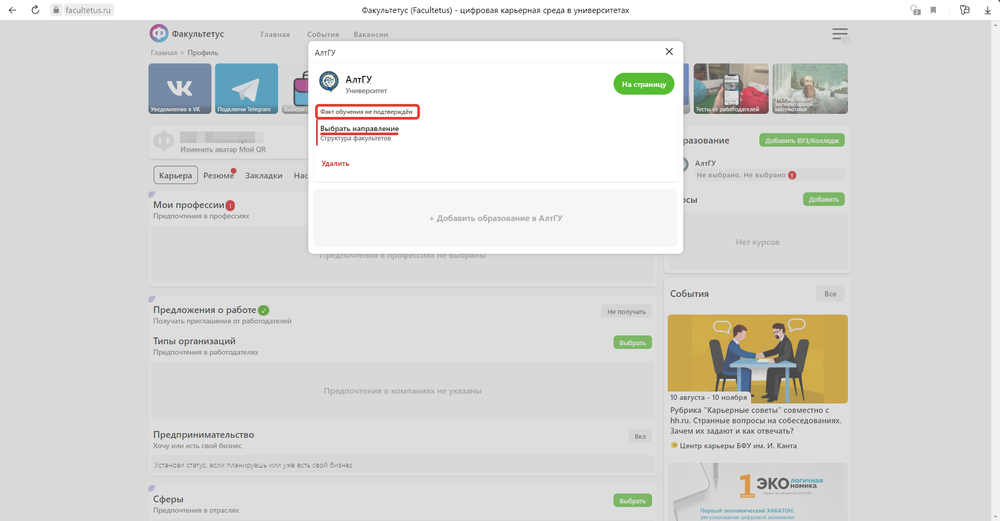 facultetus.ru
Факультетус (Facultetus) - цифровая карьерная среда в университетах
2
Факультетус
Главная
События
Вакансии
Главная > Профиль
АлтГУ
АлтГУ
Университет
На страницу
Факт обучения не подтверждён
Выбрать направление
Структура факультетов
Удалить
+ Добавить образование в АлтГУ
Уведомления в VK
Подключи Telegram
Выбери п
Тесты от работодателей
Тест на знание
элементарной
математики
Изменить аватар Мой QR
Карьера
Резюме
Закладки
Нас
Мои профессии !
Предпочтения в профессиях
Предпочтения в профессиях не выбраны
Предложения о работе
Получать приглашения от работодателей
Не получать
Типы организаций
Предпочтения в работодателях
Выбрать
Предпочтения в компаниях не указаны
Предпринимательство
Хочу или есть свой бизнес
Вкл
Установи статус, если планируешь или уже есть свой бизнес
Сферы
Предпочтения в отраслях
Выбрать
разование
Добавить ВУЗ/Колледж
АлтГУ
Не выбрано, Не выбрано !
осы
Добавить
Нет курсов
События
Все
10 августа - 10 ноября
Рубрика "Карьерные советы" совместно с
hh.ru. Странные вопросы на собеседованиях.
Зачем их задают и как отвечать?
Центр карьеры БФУ им. И. Канта
1 ЭКОлогичная
номика
ХАКАТОН
Первый экономический ХАКАТОН
Первый экономический ХАКАТОН:
регулирование цифровой экономики